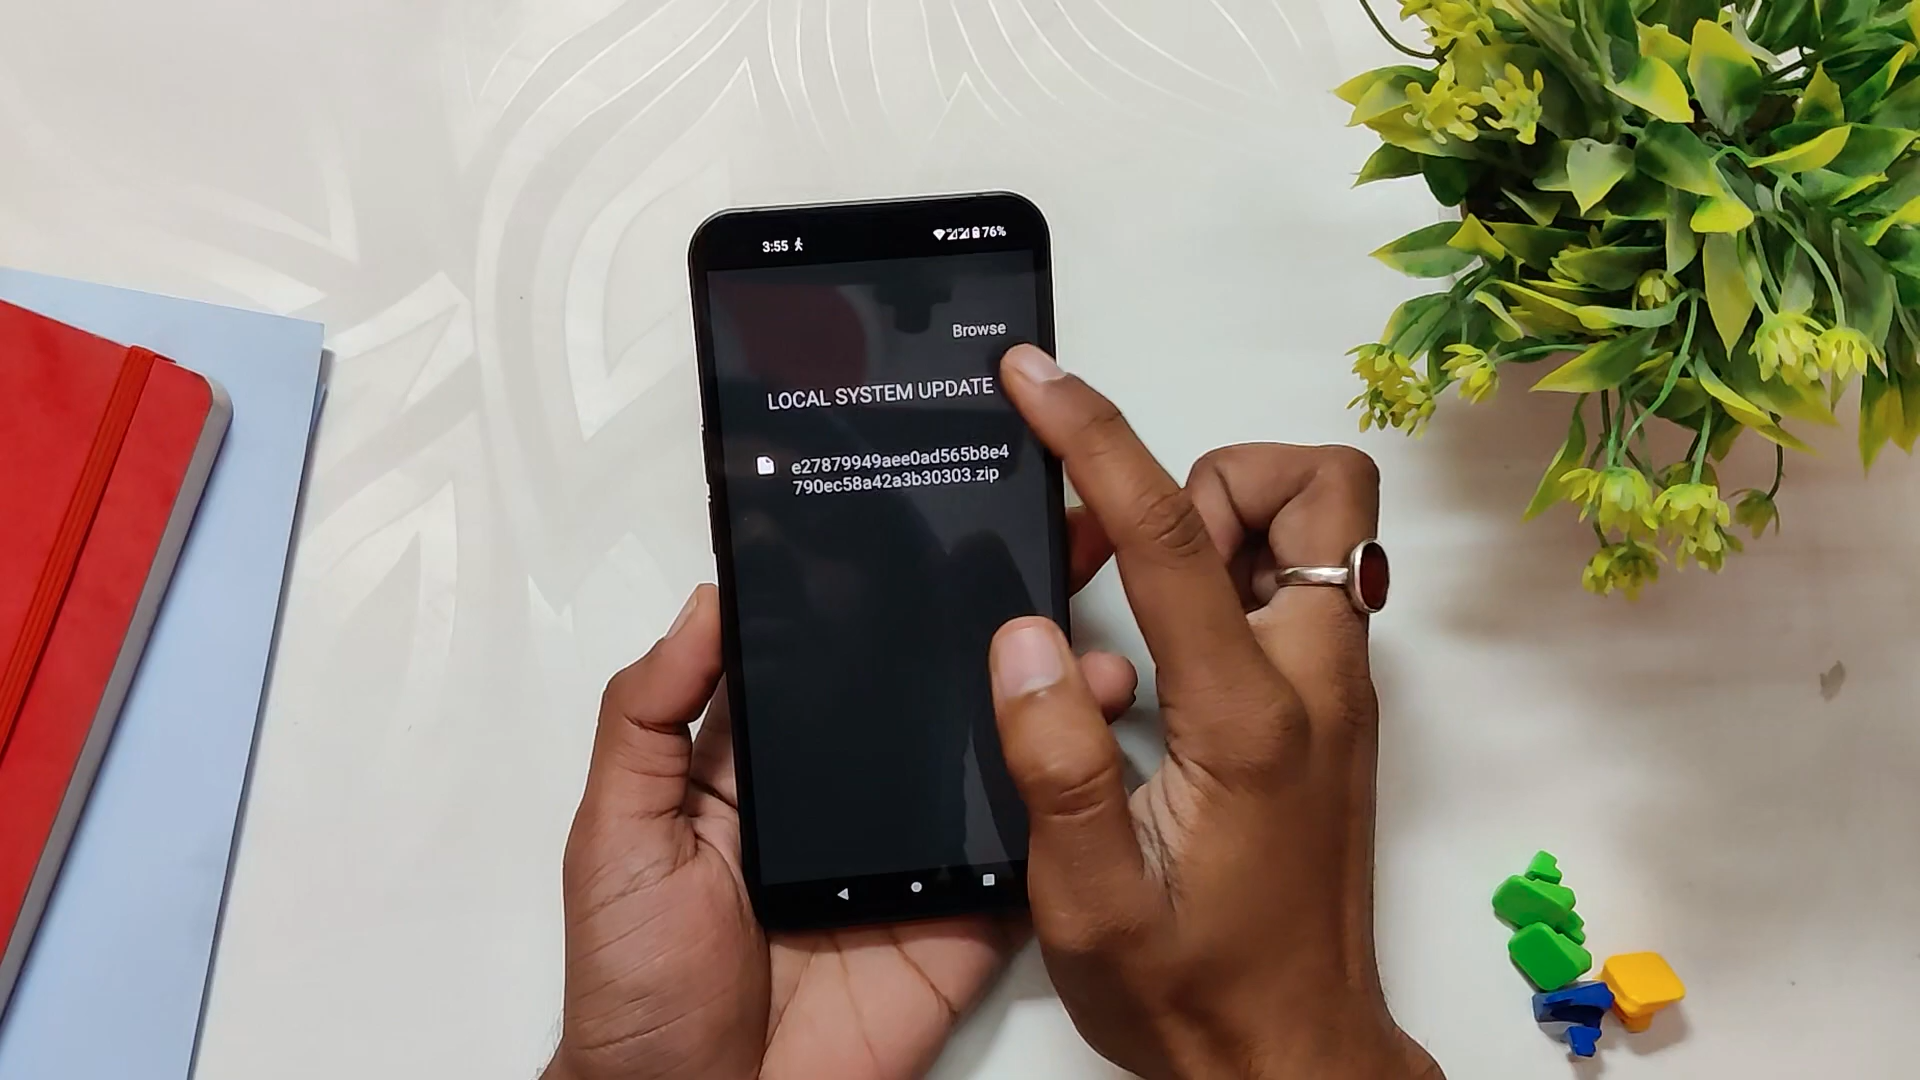 3:55 76%
Browse
LOCAL SYSTEM UPDATE
e27879949aee0ad565b8e4
790ec58a42a3b30303.zip